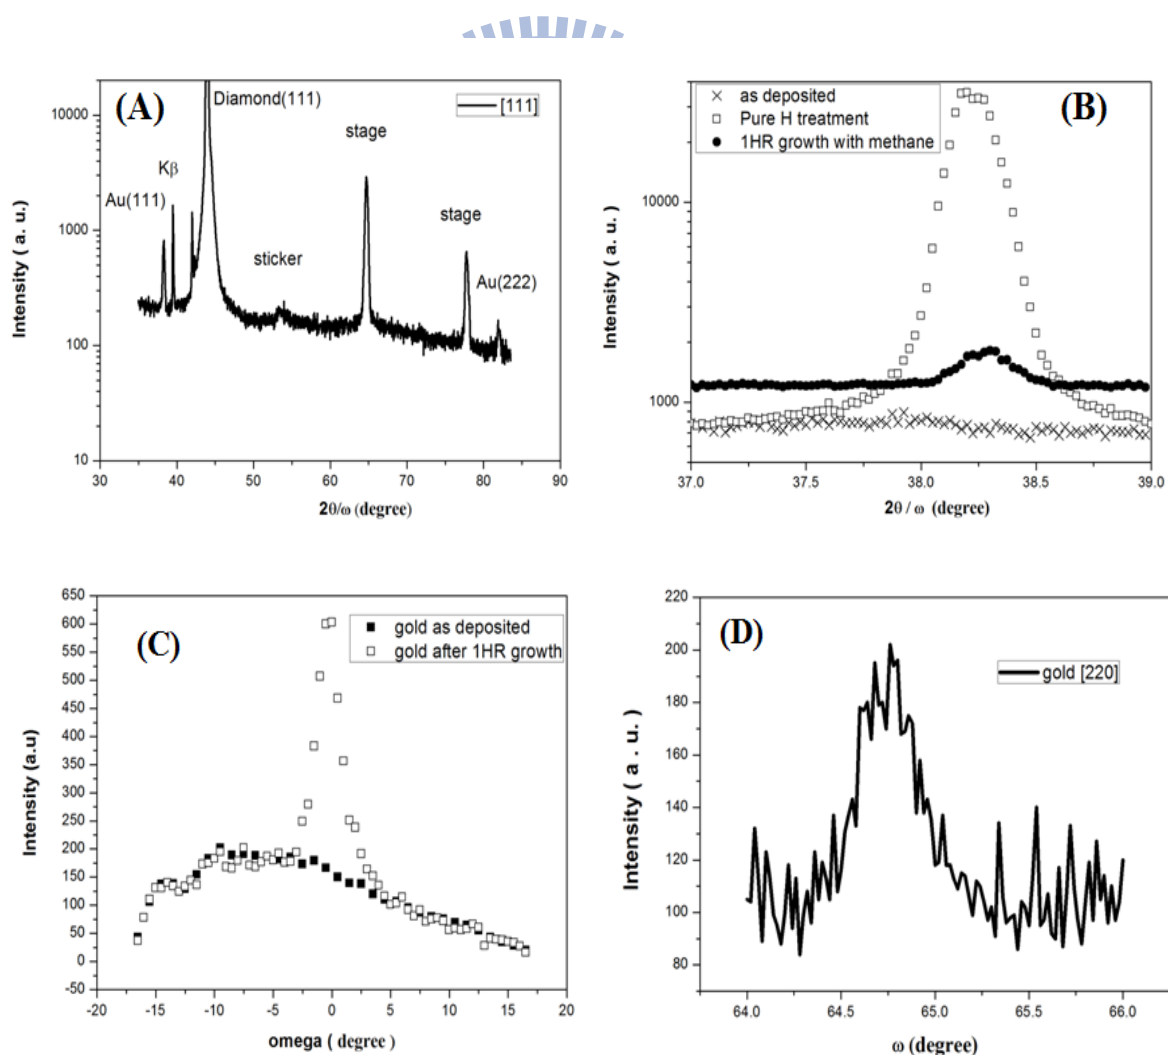 (A)
Diamond(111)
[111]
Kβ
Au(111)
stage
stage
sticker
Au(222)
10000
1000
100
10
Intensity ( a. u. )
30 40 50 60 70 80 90
2θ/ω (degree)
(B)
as deposited
Pure H treatment
1HR growth with methane
10000
1000
Intensity ( a. u. )
37.0 37.5 38.0 38.5 39.0
2θ / ω (degree)
(C)
gold as deposited
gold after 1HR growth
650
600
550
500
450
400
350
300
250
200
150
100
50
0
-50
Intensity (a.u)
-20 -15 -10 -5 0 5 10 15 20
omega ( degree )
(D)
gold [220]
220
200
180
160
140
120
100
80
Intensity ( a . u. )
64.0 64.5 65.0 65.5 66.0
ω (degree)